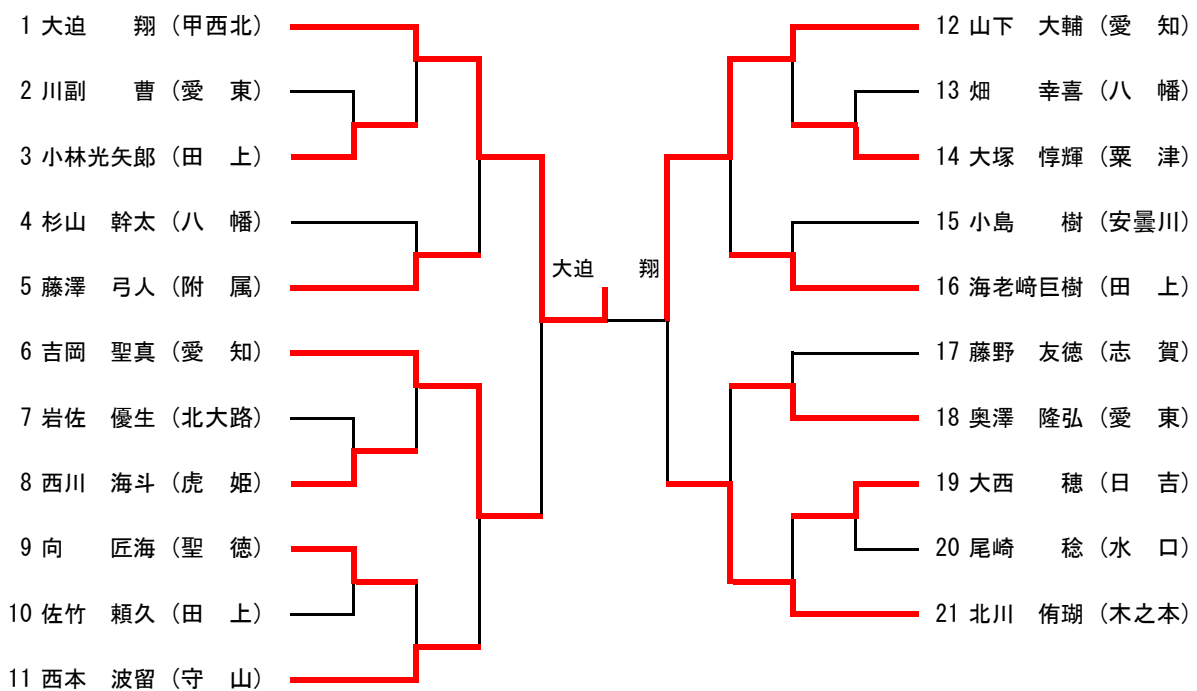 1 大迫　　翔 (甲西北)
2 川副　　曹 (愛　東)
3 小林光矢郎 (田　上)
4 杉山　幹太 (八　幡)
5 藤澤　弓人 (附　属)
6 吉岡　聖真 (愛　知)
7 岩佐　優生 (北大路)
8 西川　海斗 (虎　姫)
9 向　　匠海 (聖　徳)
10 佐竹　頼久 (田　上)
11 西本　波留 (守　山)
大迫　　翔
12 山下　大輔 (愛　知)
13 畑　　幸喜 (八　幡)
14 大塚　惇輝 (粟　津)
15 小島　　樹 (安曇川)
16 海老﨑巨樹 (田　上)
17 藤野　友徳 (志　賀)
18 奥澤　隆弘 (愛　東)
19 大西　　穂 (日　吉)
20 尾崎　　稔 (水　口)
21 北川　侑瑚 (木之本)